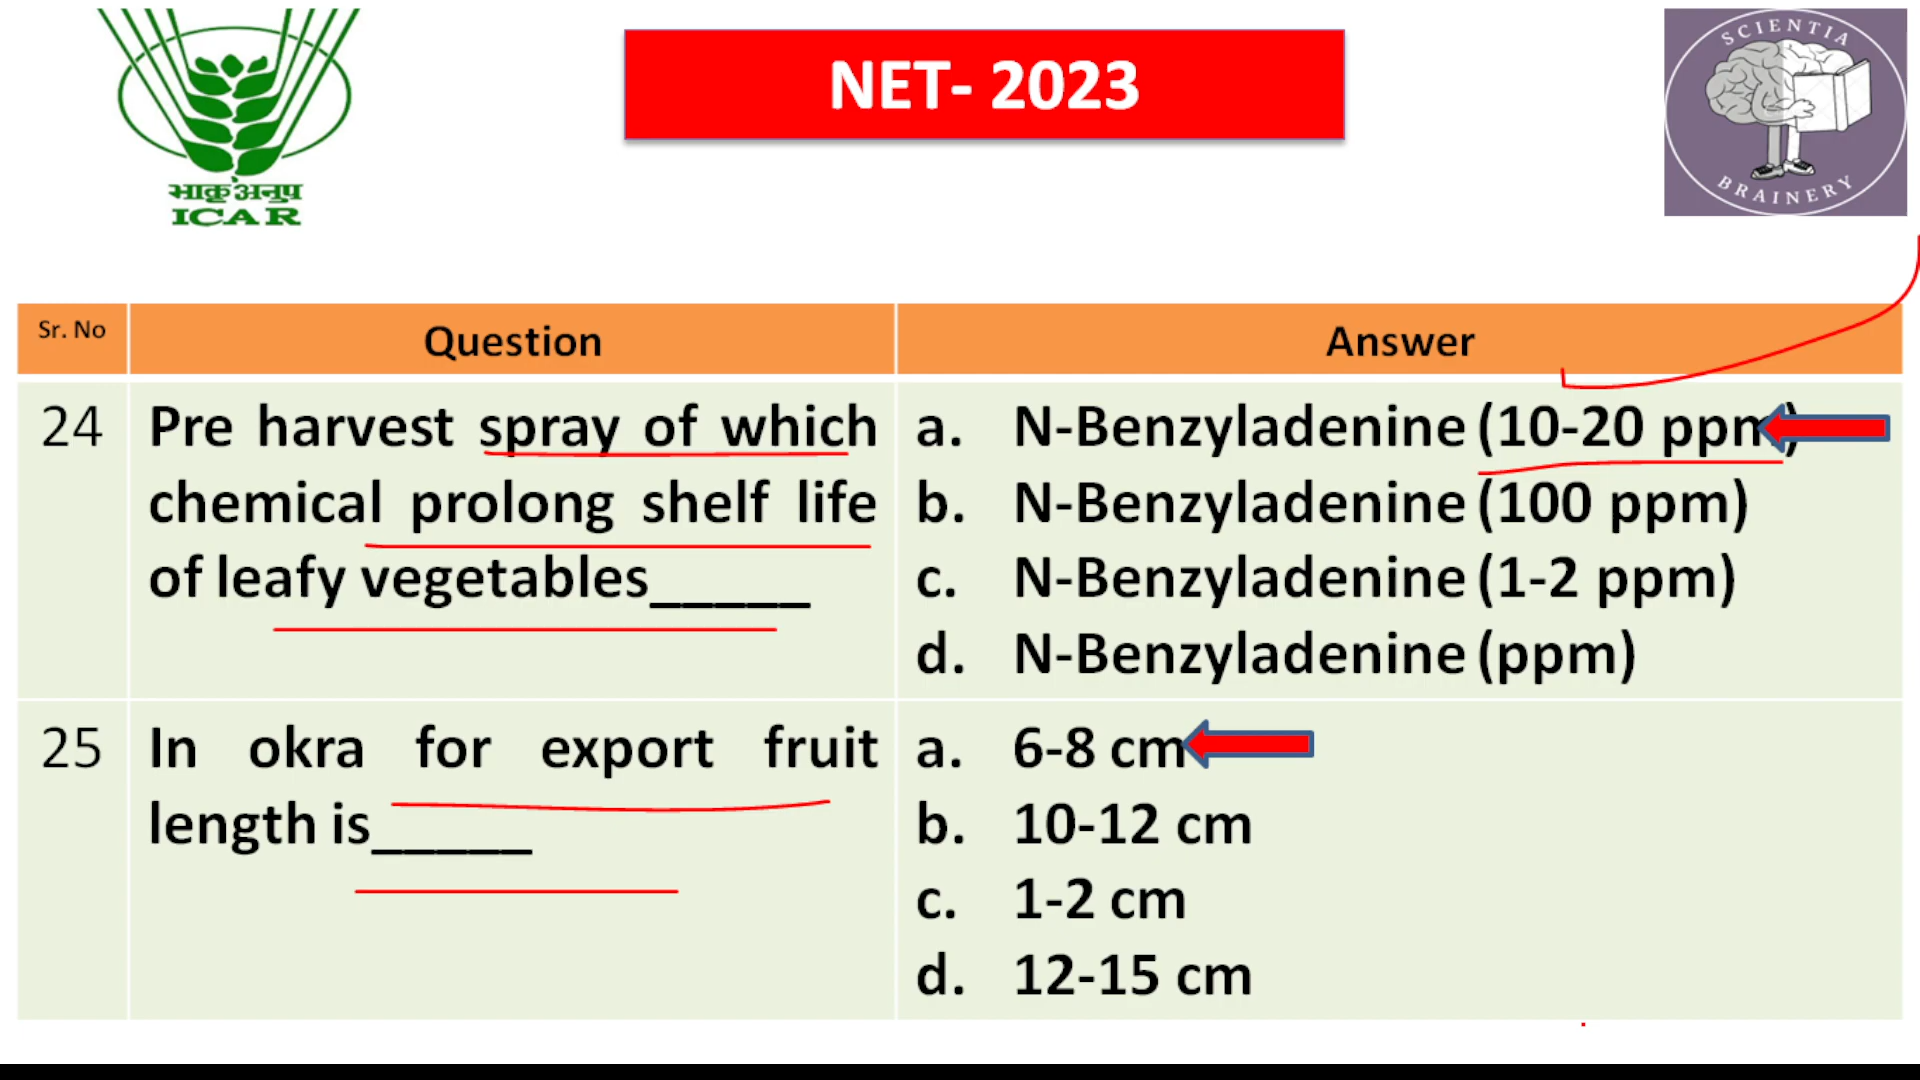 भाकृअनुप
ICAR
NET- 2023
SCIENTIA
BRAINERY
Sr. No
Question
Answer
24
Pre harvest spray of which
chemical prolong shelf life
of leafy vegetables_____
a. N-Benzyladenine (10-20 ppm)
b. N-Benzyladenine (100 ppm)
c. N-Benzyladenine (1-2 ppm)
d. N-Benzyladenine (ppm)
25
In okra for export fruit
length is_____
a. 6-8 cm
b. 10-12 cm
c. 1-2 cm
d. 12-15 cm